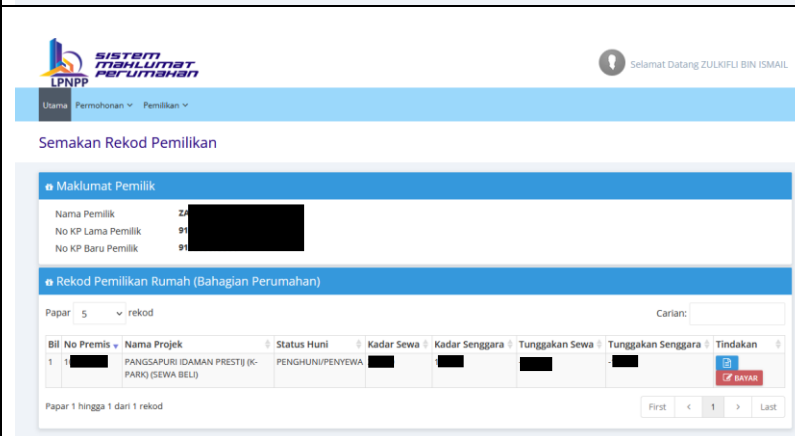 SISTEM
MAKLUMAT
PERUMAHAN
LPNPP
Selamat Datang ZULKIFLI BIN ISMAIL
Utama Permohonan Pemilikan
Semakan Rekod Pemilikan
Maklumat Pemilik
Nama Pemilik ZA
No KP Lama Pemilik 91
No KP Baru Pemilik 91
Rekod Pemilikan Rumah (Bahagian Perumahan)
Papar 5 rekod Carian:
Bil No Premis Nama Projek Status Huni Kadar Sewa Kadar Senggara Tunggakan Sewa Tunggakan Senggara Tindakan
1 1 PANGSAPURI IDAMAN PRESTIJ (K- PENGHUNI/PENYEWA 1 - -
PARK) (SEWA BELI) BAYAR
Papar 1 hingga 1 dari 1 rekod First < 1 > Last